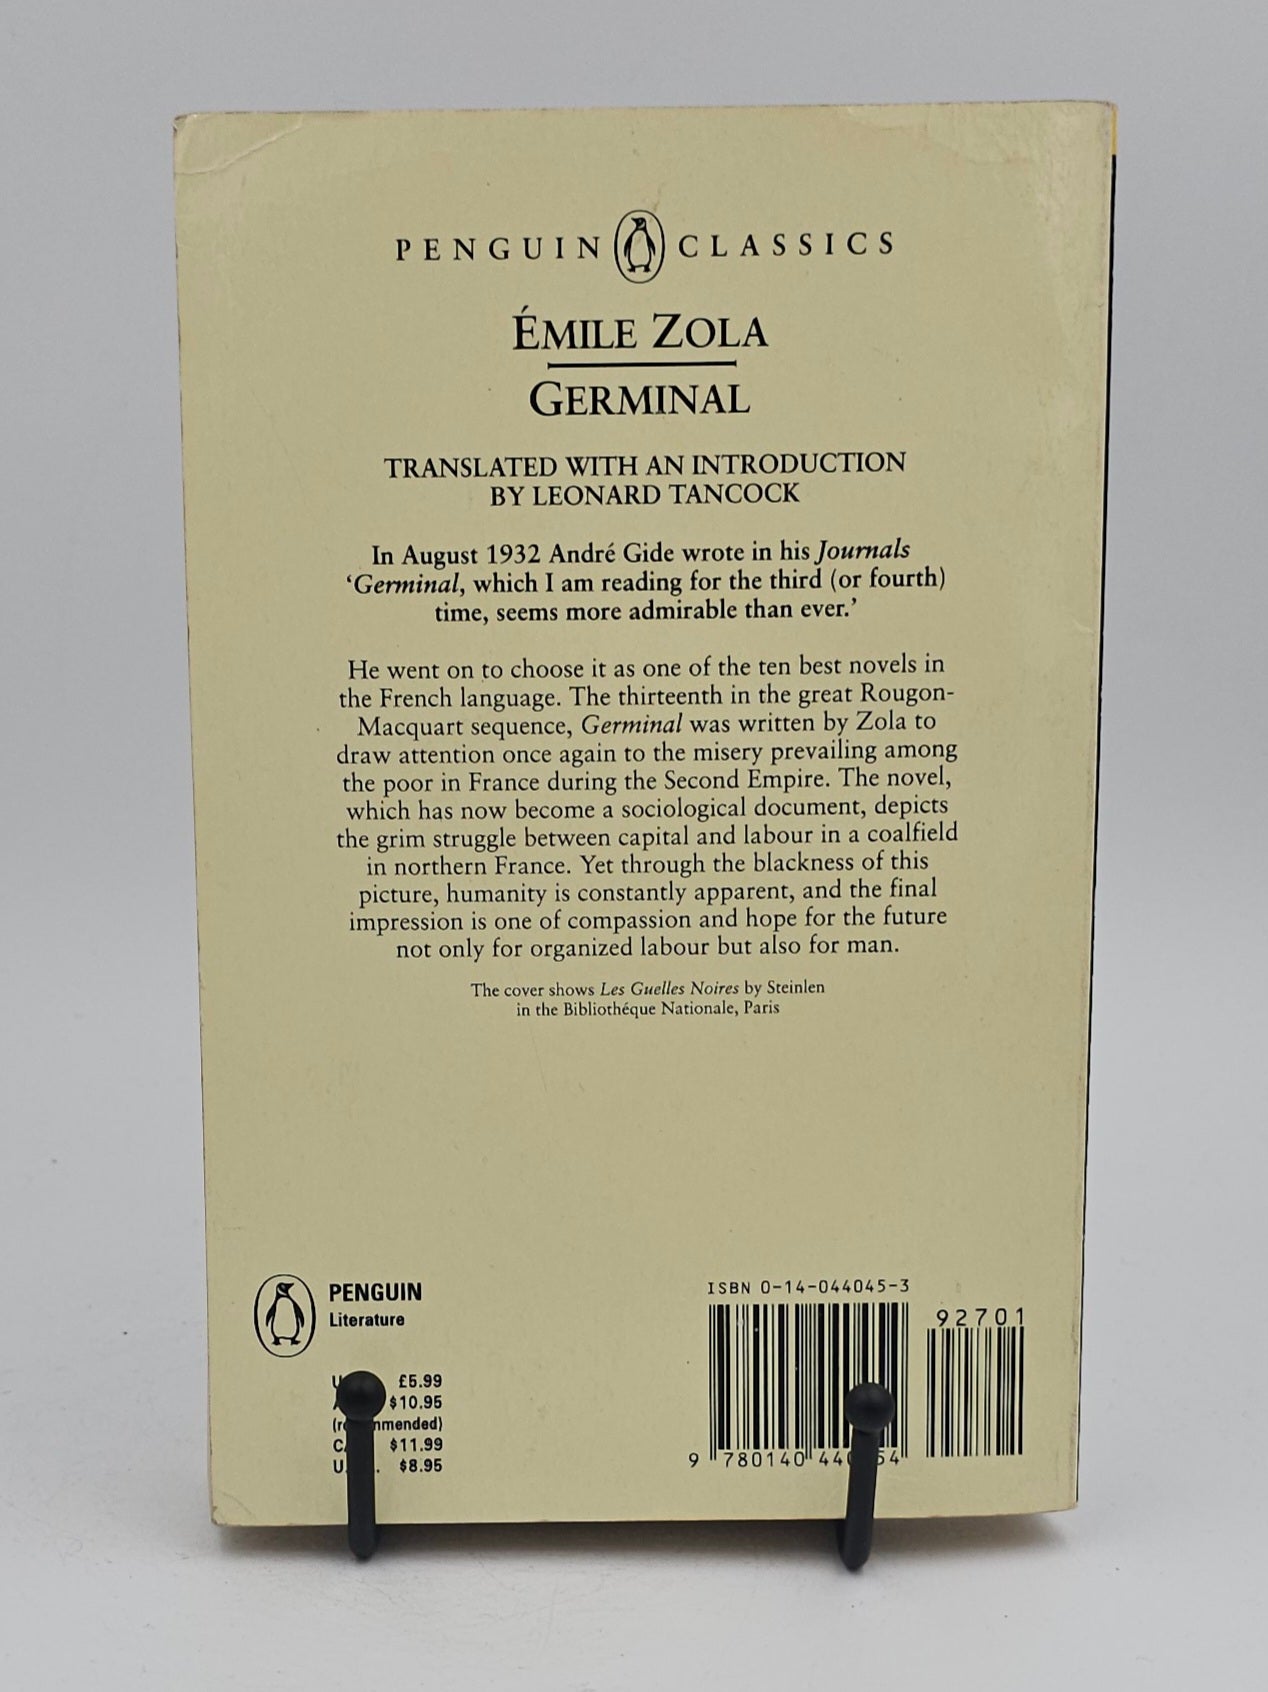 PENGUIN CLASSICS
ÉMILE ZOLA
GERMINAL
TRANSLATED WITH AN INTRODUCTION
BY LEONARD TANCOCK
In August 1932 André Gide wrote in his Journals
‘Germinal, which I am reading for the third (or fourth)
time, seems more admirable than ever.’
He went on to choose it as one of the ten best novels in
the French language. The thirteenth in the great Rougon-
Macquart sequence, Germinal was written by Zola to
draw attention once again to the misery prevailing among
the poor in France during the Second Empire. The novel,
which has now become a sociological document, depicts
the grim struggle between capital and labour in a coalfield
in northern France. Yet through the blackness of this
picture, humanity is constantly apparent, and the final
impression is one of compassion and hope for the future
not only for organized labour but also for man.
The cover shows Les Guelles Noires by Steinlen
in the Bibliothéque Nationale, Paris
PENGUIN
Literature
£5.99
$10.95
$11.99
$8.95
ISBN 0-14-044045-3
92701
9 780140